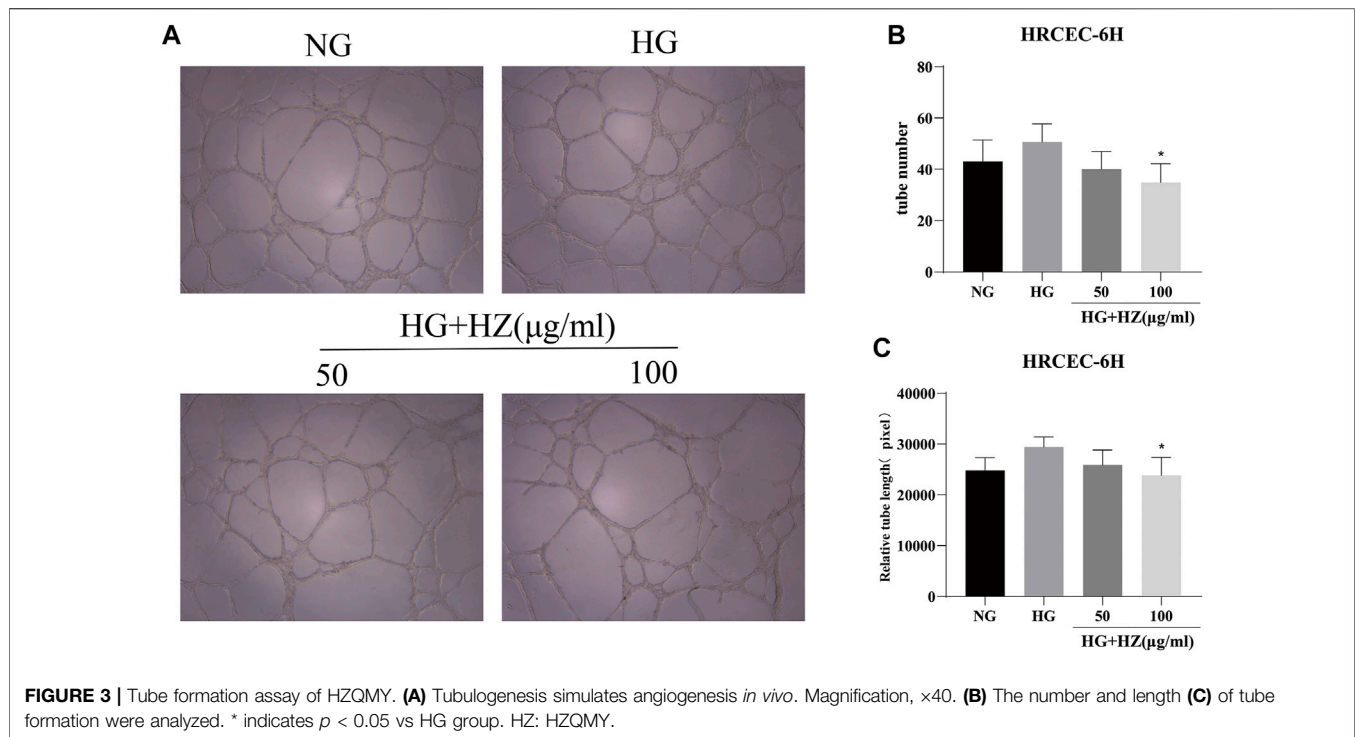 A
NG
HG
HG+HZ(μg/ml)
50
100
B
HRCEC-6H
tube number
80
60
40
20
0
*
NG
HG
50
100
HG+HZ(μg/ml)
C
HRCEC-6H
Relative tube length( pixel）
40000
30000
20000
10000
0
*
NG
HG
50
100
HG+HZ(μg/ml)
FIGURE 3 | Tube formation assay of HZQMY. (A) Tubulogenesis simulates angiogenesis in vivo. Magnification, ×40. (B) The number and length (C) of tube
formation were analyzed. * indicates p < 0.05 vs HG group. HZ: HZQMY.